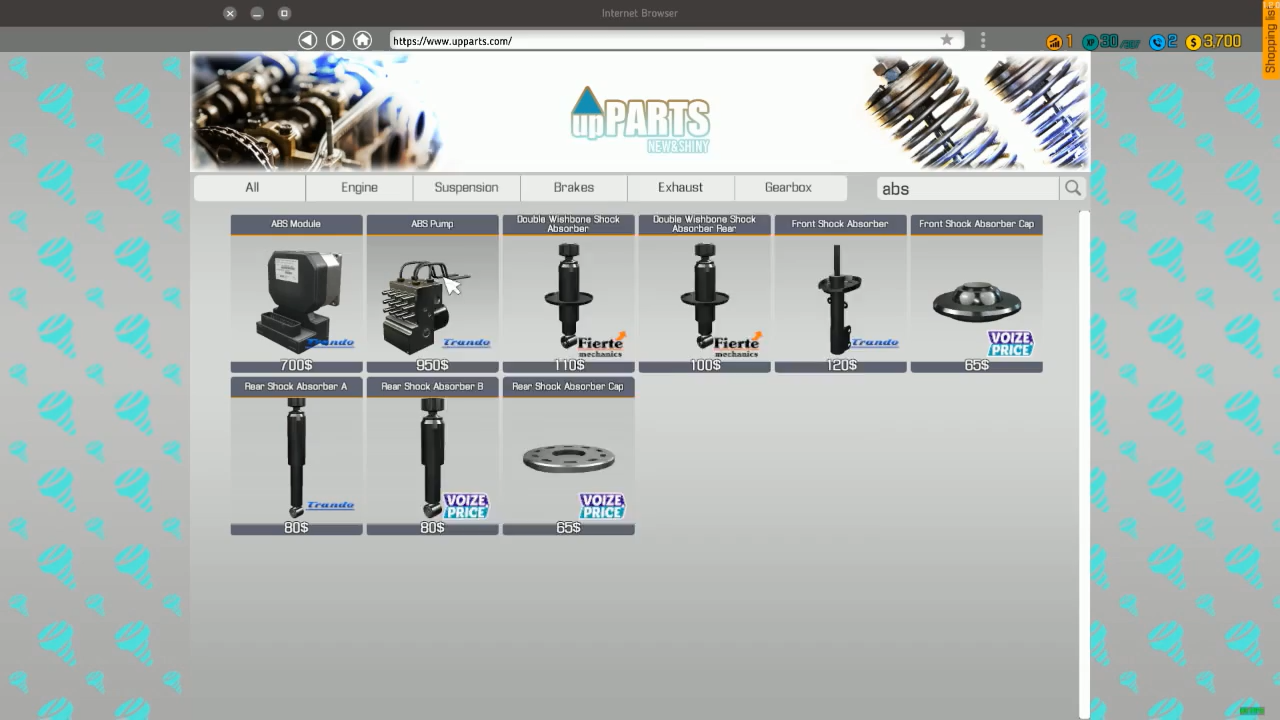 Internet Browser
https://www.upparts.com/
1
30
2
3,700
Shopping list
upPARTS
NEW&SHINY
All
Engine
Suspension
Brakes
Exhaust
Gearbox
abs
ABS Module
ABS Pump
Double Wishbone Shock
Absorber
Double Wishbone Shock
Absorber Rear
Front Shock Absorber
Front Shock Absorber Cap
Trando
Trando
Fierte
mechanics
Fierte
mechanics
Trando
VOIZE
PRICE
700$
950$
110$
100$
120$
65$
Rear Shock Absorber A
Rear Shock Absorber B
Rear Shock Absorber Cap
Trando
VOIZE
PRICE
VOIZE
PRICE
80$
80$
65$